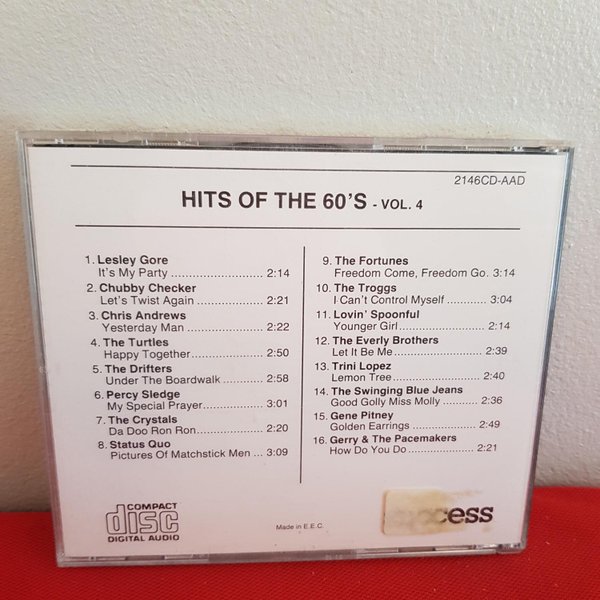 2146CD-AAD
HITS OF THE 60'S - VOL. 4
1. Lesley Gore
It's My Party ..................... 2:14
2. Chubby Checker
Let's Twist Again ................ 2:21
3. Chris Andrews
Yesterday Man .................. 2:22
4. The Turtles
Happy Together ................. 2:50
5. The Drifters
Under The Boardwalk ......... 2:58
6. Percy Sledge
My Special Prayer.............. 3:01
7. The Crystals
Da Doo Ron Ron................ 2:20
8. Status Quo
Pictures Of Matchstick Men ... 3:09
9. The Fortunes
Freedom Come, Freedom Go. 3:14
10. The Troggs
I Can't Control Myself ........... 3:04
11. Lovin' Spoonful
Younger Girl ..................... 2:14
12. The Everly Brothers
Let It Be Me...................... 2:39
13. Trini Lopez
Lemon Tree...................... 2:40
14. The Swinging Blue Jeans
Good Golly Miss Molly .......... 2:36
15. Gene Pitney
Golden Earrings ................. 2:49
16. Gerry & The Pacemakers
How Do You Do ................. 2:21
COMPACT
disc
DIGITAL AUDIO
Made in E.E.C.